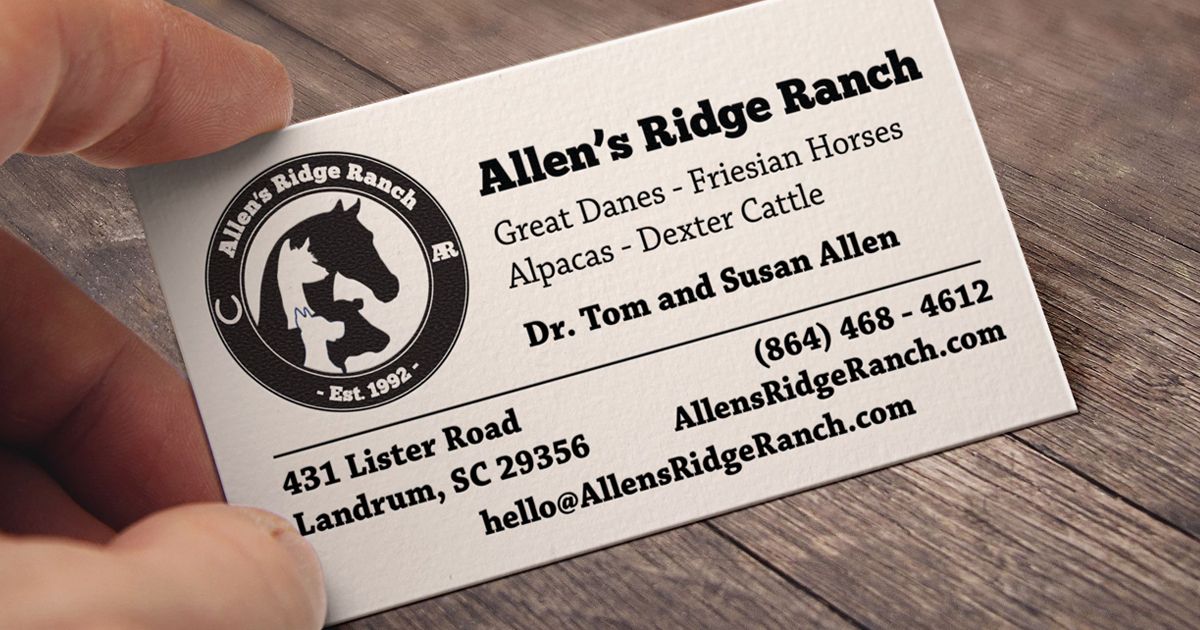 Allen's Ridge Ranch
AR
C
- Est. 1992 -
Allen's Ridge Ranch
Great Danes - Friesian Horses
Alpacas - Dexter Cattle
Dr. Tom and Susan Allen
431 Lister Road
Landrum, SC 29356
(864) 468 - 4612
AllensRidgeRanch.com
hello@AllensRidgeRanch.com